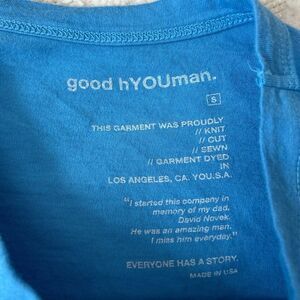 good hYOUman.
S
THIS GARMENT WAS PROUDLY
// KNIT
// CUT
// SEWN
// GARMENT DYED
IN
LOS ANGELES, CA. YOU.S.A.
"I started this company in
memory of my dad,
David Novek.
He was an amazing man.
I miss him everyday."
EVERYONE HAS A STORY.
MADE IN USA